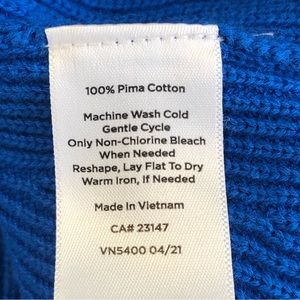 100% Pima Cotton
Machine Wash Cold
Gentle Cycle
Only Non-Chlorine Bleach
When Needed
Reshape, Lay Flat To Dry
Warm Iron, If Needed
Made In Vietnam
CA# 23147
VN5400 04/21